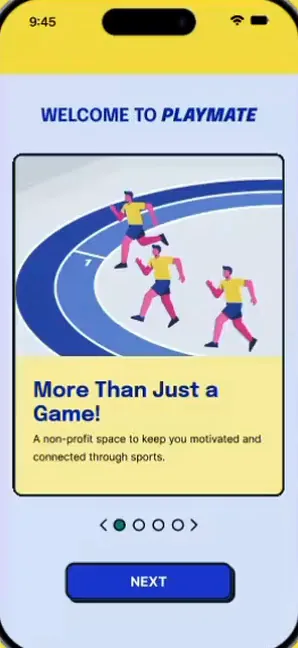 9:45
WELCOME TO PLAYMATE
1
More Than Just a
Game!
A non-profit space to keep you motivated and
connected through sports.
NEXT